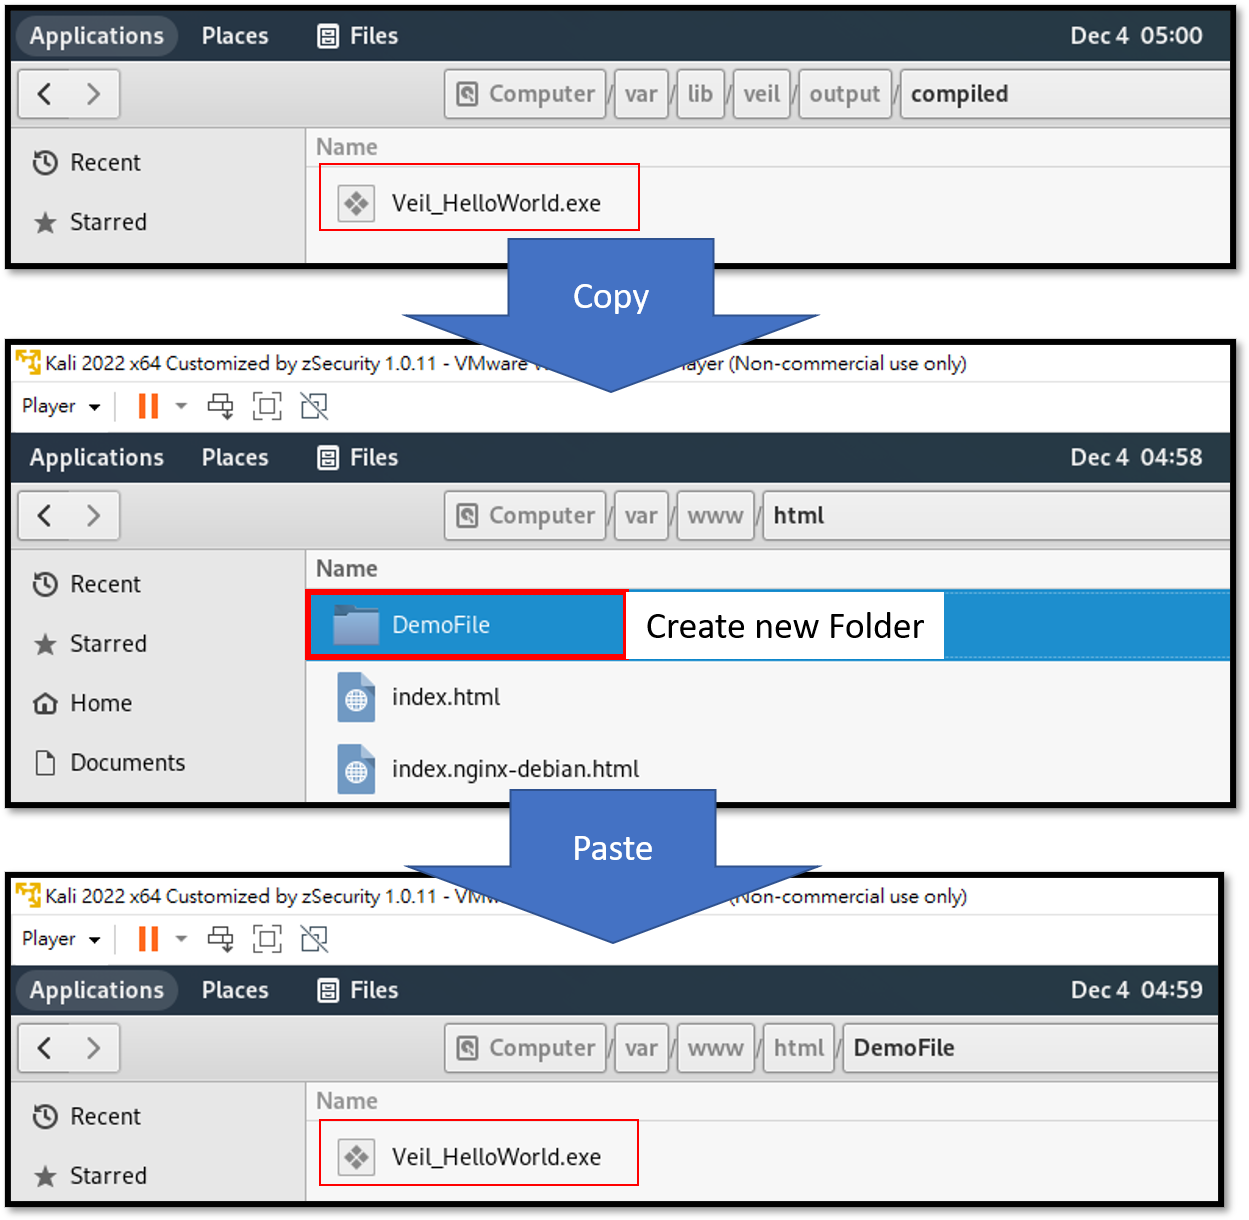 Applications Places Files Dec 4 05:00
Computer / var / lib / veil / output / compiled
Name
Recent
Veil_HelloWorld.exe
Starred
Copy
Kali 2022 x64 Customized by zSecurity 1.0.11 - VMware W ayer (Non-commercial use only)
Player
Applications Places Files Dec 4 04:58
Computer / var / www / html
Name
Recent
DemoFile Create new Folder
Starred
Home
index.html
Documents
index.nginx-debian.html
Paste
Kali 2022 x64 Customized by zSecurity 1.0.11 - VMw (Non-commercial use only)
Player
Applications Places Files Dec 4 04:59
Computer / var / www / html / DemoFile
Name
Recent
Veil_HelloWorld.exe
Starred